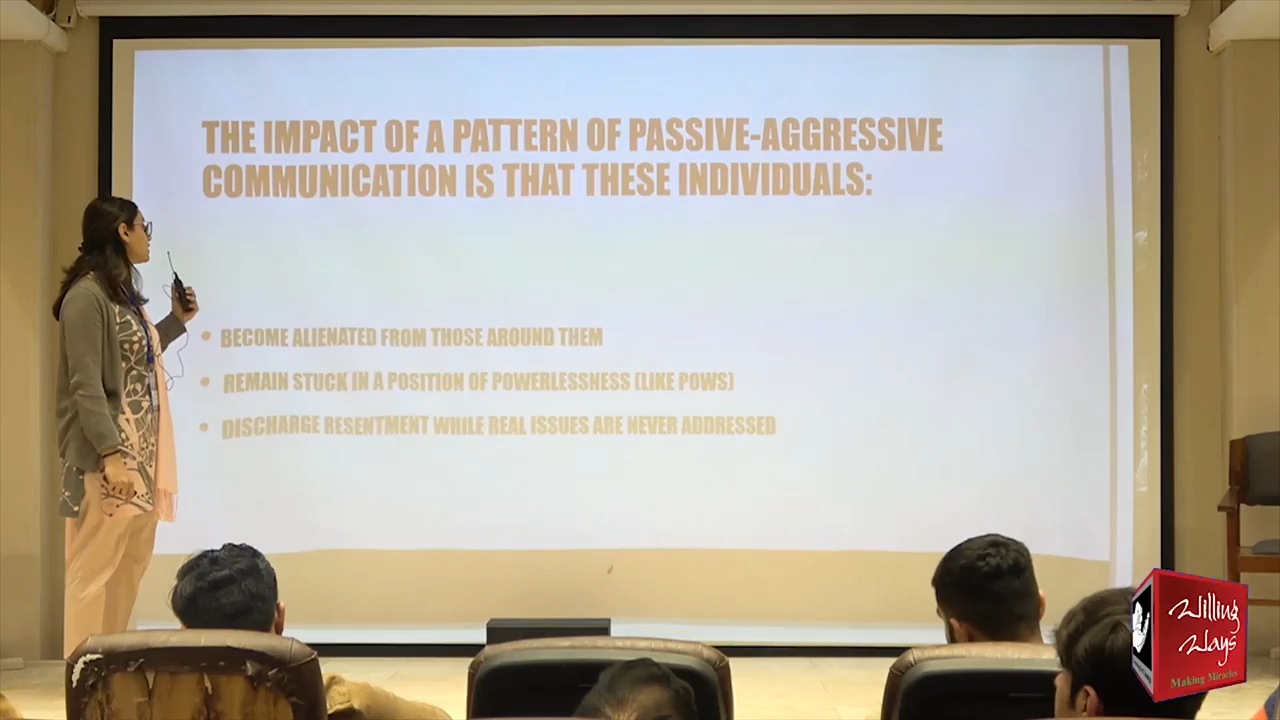 THE IMPACT OF A PATTERN OF PASSIVE-AGGRESSIVE
COMMUNICATION IS THAT THESE INDIVIDUALS:
• BECOME ALIENATED FROM THOSE AROUND THEM
• REMAIN STUCK IN A POSITION OF POWERLESSNESS (LIKE POWS)
• DISCHARGE RESENTMENT WHILE REAL ISSUES ARE NEVER ADDRESSED
Willing
Ways
Making Miracles